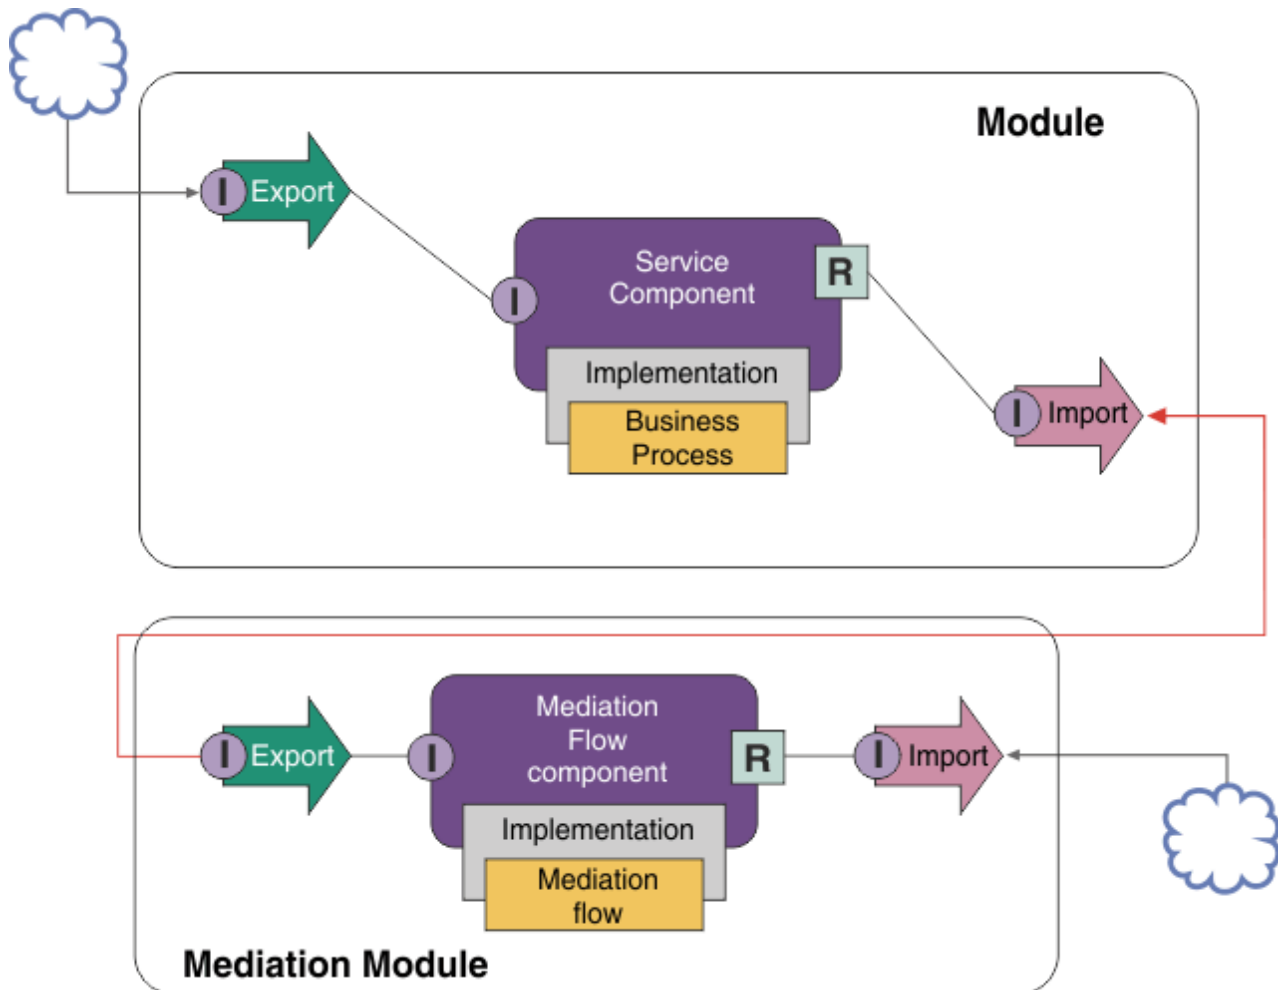 Module
I
Export
Service
Component
R
I
Implementation
Business
Process
I
Import
I
Export
I
Mediation
Flow
component
R
I
Import
Implementation
Mediation
flow
Mediation Module